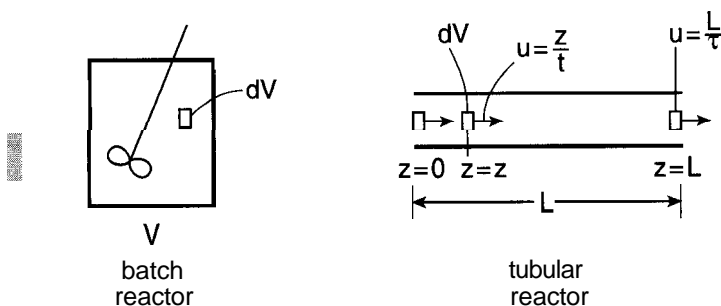 dV
V
batch
reactor
dV
u=z/t
u=L/τ
z=0
z=z
z=L
L
tubular
reactor